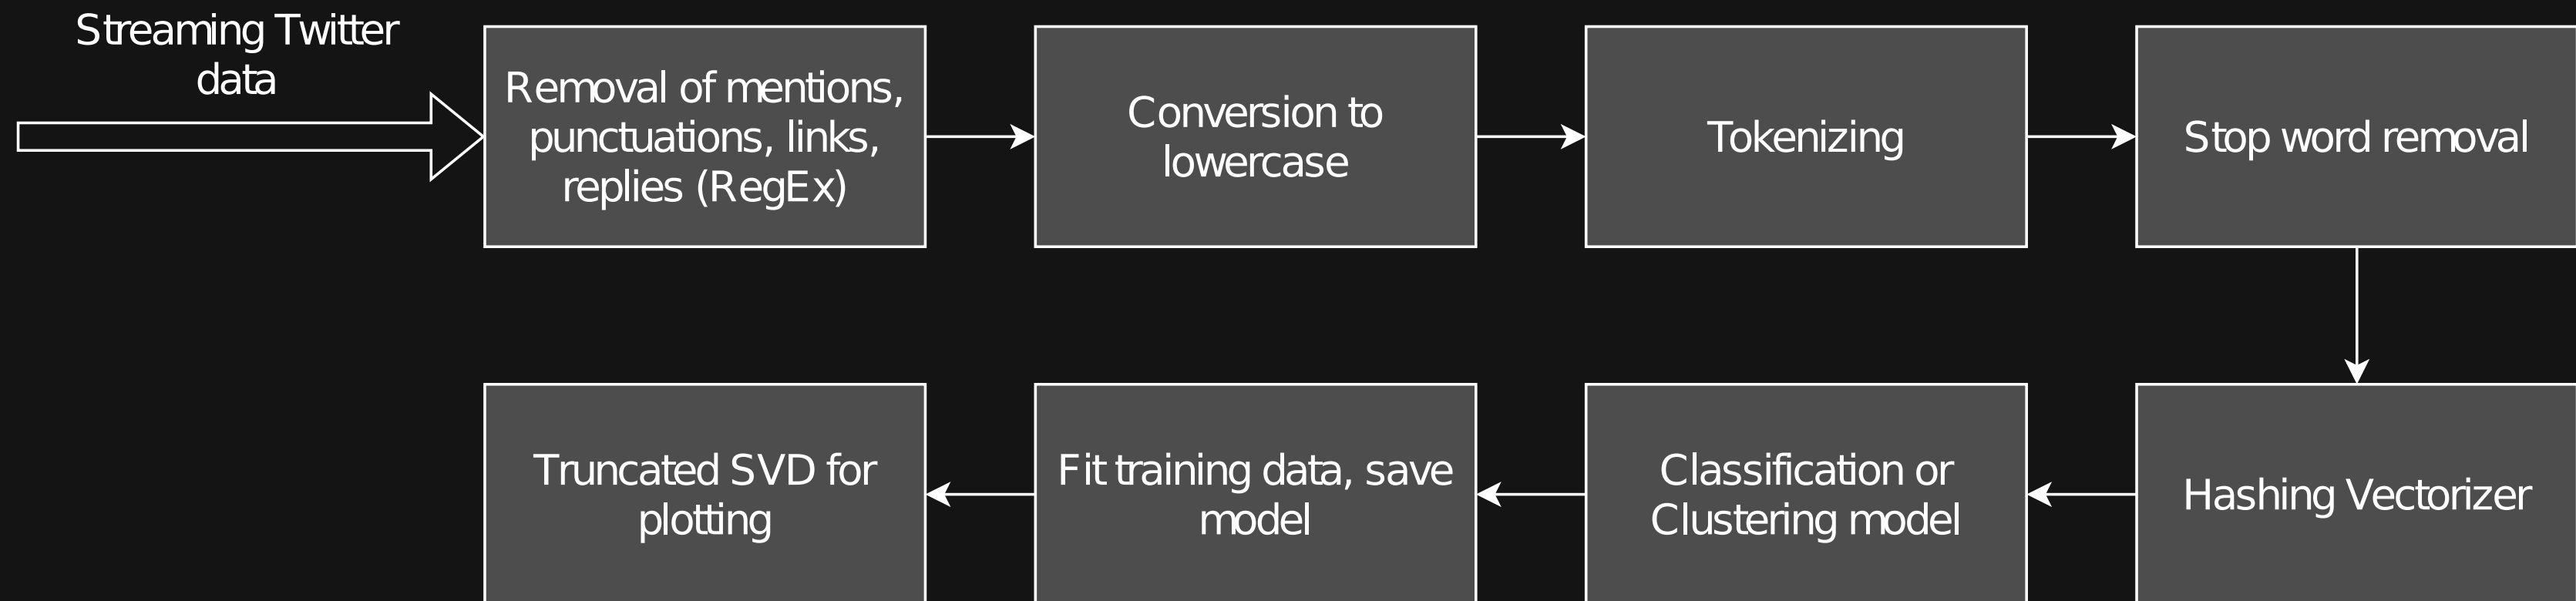 Streaming Twitter
data
Removal of mentions,
punctuations, links,
replies (RegEx)
Conversion to
lowercase
Tokenizing
Stop word removal
Hashing Vectorizer
Classification or
Clustering model
Fit training data, save
model
Truncated SVD for
plotting